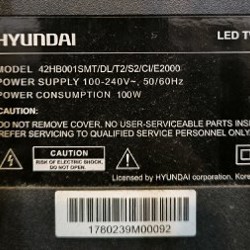 HYUNDAI
LED T
MODEL 42HB001SMT/DL/T2/S2/CI/E2000
POWER SUPPLY 100-240V~, 50/60Hz
POWER CONSUMPTION 100W
CAUTION
RISK OF ELECTRIC SHOCK
DO NOT OPEN
DO NOT REMOVE COVER. NO USER-SERVICEABLE PARTS INSI
REFER SERVICING TO QUALIFIED SERVICE PERSONNEL ONLY.
Licensed by HYUNDAI corporation, Korea
1780239M00092